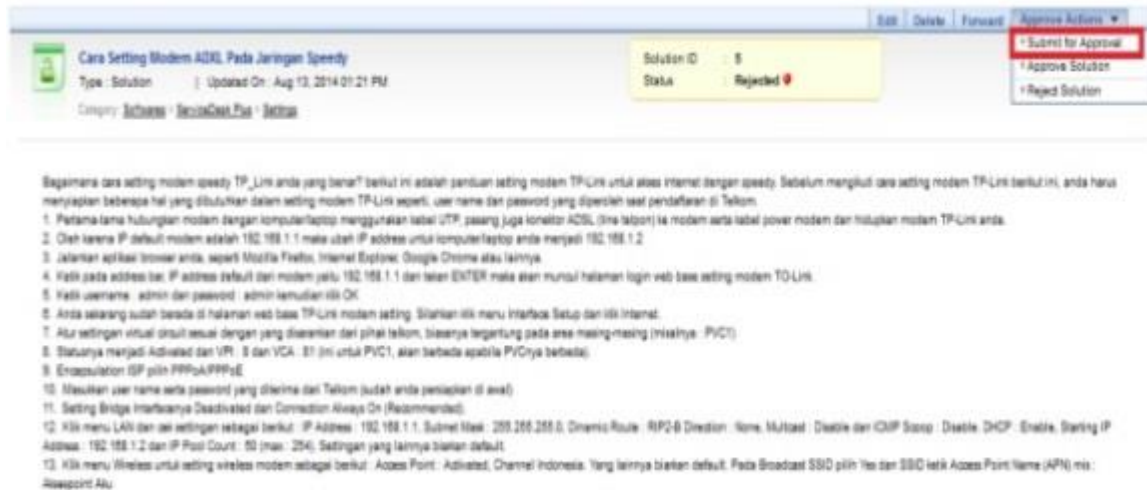 Edit Delete Forward Approve Actions
Submit for Approval
Approve Solution
Reject Solution
Cara Setting Modem ADXL Pada Jaringan Speedy
Type : Solution | Updated On : Aug 13, 2014 01:21 PM
Category: Softwares ServiceDesk Plus Settings
Solution ID : 5
Status : Rejected
Bagaimana cara setting modem speedy TP_Link anda yang benar? berikut ini adalah panduan setting modem TP-Link untuk akses internet dengan speedy. Sebelum mengikuti cara setting modem TP-Link berikut ini, anda harus
menyiapkan beberapa hal yang dibutuhkan dalam setting modem TP-Link seperti, user name dan password yang diperoleh saat pendaftaran di Telkom.
1. Pertama-tama hubungkan modem dengan komputer/laptop menggunakan kabel UTP, pasang juga konektor ADSL (line telpon) ke modem serta kabel power modem dan hidupkan modem TP-Link anda.
2. Oleh karena IP default modem adalah 192.168.1.1 maka ubah IP address untuk komputer/laptop anda menjadi 192.168.1.2
3. Jalankan aplikasi browser anda, seperti Mozilla Firefox, Internet Explorer, Google Chrome atau lainnya.
4. Ketik pada address bar, IP address default dari modem yaitu 192.168.1.1 dan tekan ENTER maka akan muncul halaman login web base setting modem TO-Link.
5. Ketik username : admin dan password : admin kemudian klik OK
6. Anda sekarang sudah berada di halaman web base TP-Link modem setting. Silahkan klik menu Interface Setup dan klik Internet.
7. Atur settingan virtual circuit sesuai dengan yang disarankan dari pihak telkom, biasanya tergantung pada area masing-masing (misalnya : PVC1)
8. Statusnya menjadi Activated dan VPI : 8 dan VCA : 81 (ini untuk PVC1, akan berbeda apabila PVCnya berbeda).
9. Encapsulation ISP pilih PPPoA/PPPoE
10. Masukkan user name serta password yang diterima dari Telkom (sudah anda persiapkan di awal)
11. Setting Bridge Interfacenya Deactivated dan Connection Always On (Recommended).
12. Klik menu LAN dan set settingan sebagai berikut : IP Address : 192.168.1.1, Subnet Mask : 255.255.255.0, Dinamic Route : RIP2-B Direction : None, Multicast : Disable dan IGMP Snoop : Disable, DHCP : Enable, Starting IP
Address : 192.168.1.2 dan IP Pool Count : 50 (max : 254), Settingan yang lainnya biarkan default.
13. Klik menu Wireless untuk setting wireless modem sebagai berikut : Access Point : Activated, Channel Indonesia. Yang lainnya biarkan default. Pada Broadcast SSID pilih Yes dan SSID ketik Access Point Name (APN) mis :
Aksespoint Aku